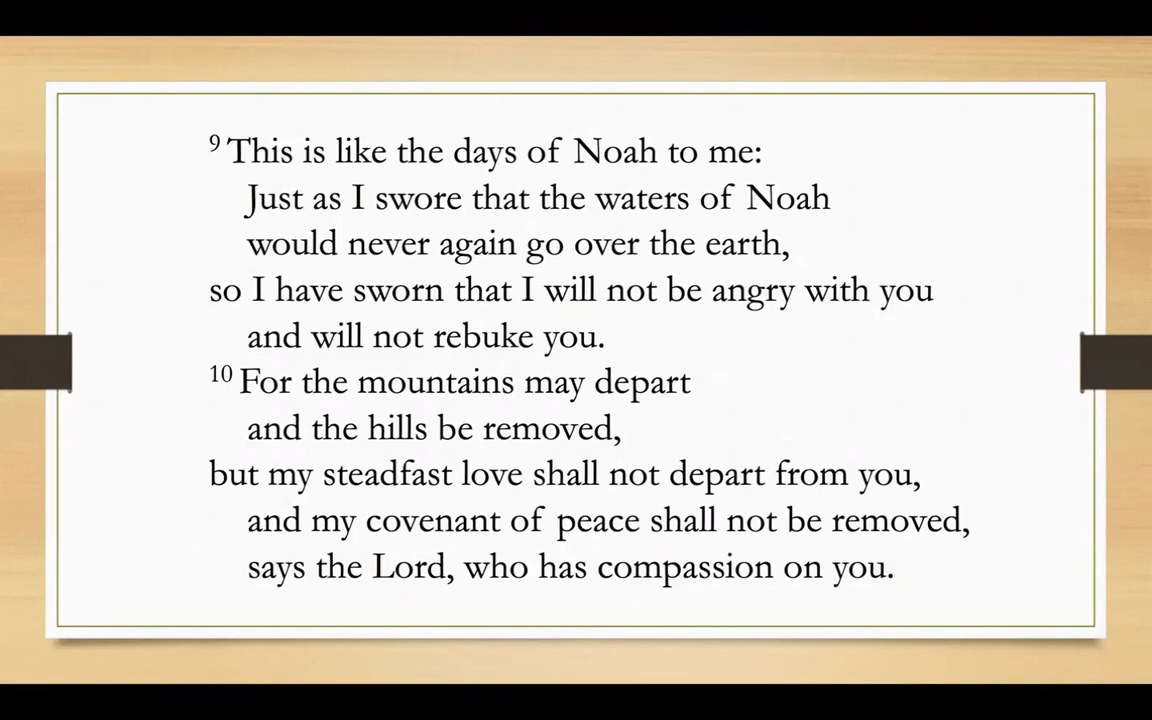 9 This is like the days of Noah to me:
Just as I swore that the waters of Noah
would never again go over the earth,
so I have sworn that I will not be angry with you
and will not rebuke you.
10 For the mountains may depart
and the hills be removed,
but my steadfast love shall not depart from you,
and my covenant of peace shall not be removed,
says the Lord, who has compassion on you.